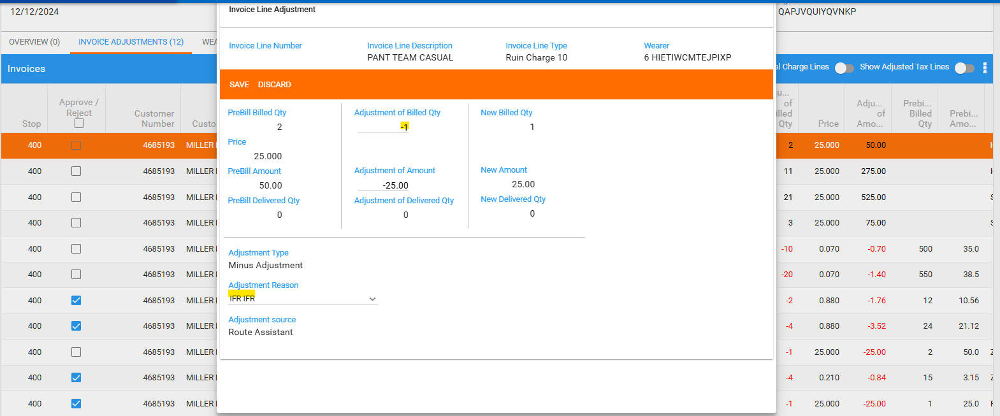 12/12/2024
QAPJVQUIYQVNKP
OVERVIEW (0) INVOICE ADJUSTMENTS (12) WEA
Invoices
al Charge Lines Show Adjusted Tax Lines
Stop
Approve /
Reject
Customer
Number
Custo
u...
of
illed
Qty
Price
Adju...
of
Amo...
Prebi...
Billed
Qty
Prebi...
Amo...
400 4685193 MILLER 2 25.000 50.00
400 4685193 MILLER 11 25.000 275.00
400 4685193 MILLER 21 25.000 525.00
400 4685193 MILLER 3 25.000 75.00
400 4685193 MILLER -10 0.070 -0.70 500 35.0
400 4685193 MILLER -20 0.070 -1.40 550 38.5
400 4685193 MILLER -2 0.880 -1.76 12 10.56
400 4685193 MILLER -4 0.880 -3.52 24 21.12
400 4685193 MILLER -1 25.000 -25.00 2 50.0
400 4685193 MILLER -4 0.210 -0.84 15 3.15
400 4685193 MILLER -1 25.000 -25.00 1 25.0
Invoice Line Adjustment
Invoice Line Number Invoice Line Description Invoice Line Type Wearer
PANT TEAM CASUAL Ruin Charge 10 6 HIETIWCMTEJPIXP
SAVE DISCARD
PreBill Billed Qty Adjustment of Billed Qty New Billed Qty
2 -1 1
Price
25.000
PreBill Amount Adjustment of Amount New Amount
50.00 -25.00 25.00
PreBill Delivered Qty Adjustment of Delivered Qty New Delivered Qty
0 0 0
Adjustment Type
Minus Adjustment
Adjustment Reason
IFR IFR
Adjustment source
Route Assistant